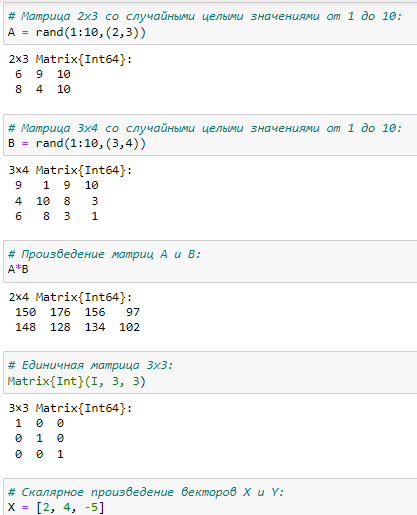 # Матрица 2x3 со случайными целыми значениями от 1 до 10:
A = rand(1:10,(2,3))
2×3 Matrix{Int64}:
 6  9  10
 8  4  10
# Матрица 3x4 со случайными целыми значениями от 1 до 10:
B = rand(1:10,(3,4))
3×4 Matrix{Int64}:
 9   1  9  10
 4  10  8   3
 6   8  3   1
# Произведение матриц A и B:
A*B
2×4 Matrix{Int64}:
 150  176  156   97
 148  128  134  102
# Единичная матрица 3x3:
Matrix{Int}(I, 3, 3)
3×3 Matrix{Int64}:
 1  0  0
 0  1  0
 0  0  1
# Скалярное произведение векторов X и Y:
X = [2, 4, -5]